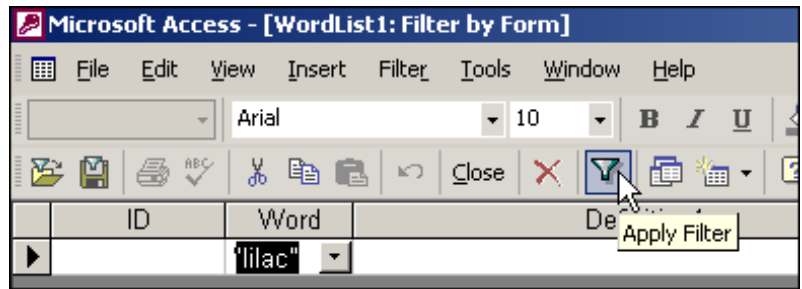 Microsoft Access - [WordList1: Filter by Form]
File Edit View Insert Filter Tools Window Help
Arial 10 B I U
ABC Close
ID Word
Apply Filter
"lilac"